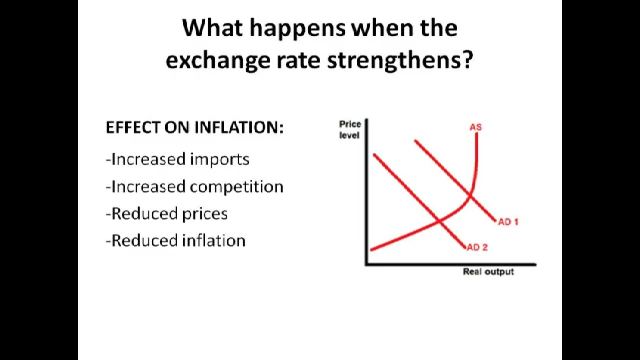 What happens when the
exchange rate strengthens?
EFFECT ON INFLATION:
-Increased imports
-Increased competition
-Reduced prices
-Reduced inflation
Price
level
AS
AD 1
AD 2
Real output